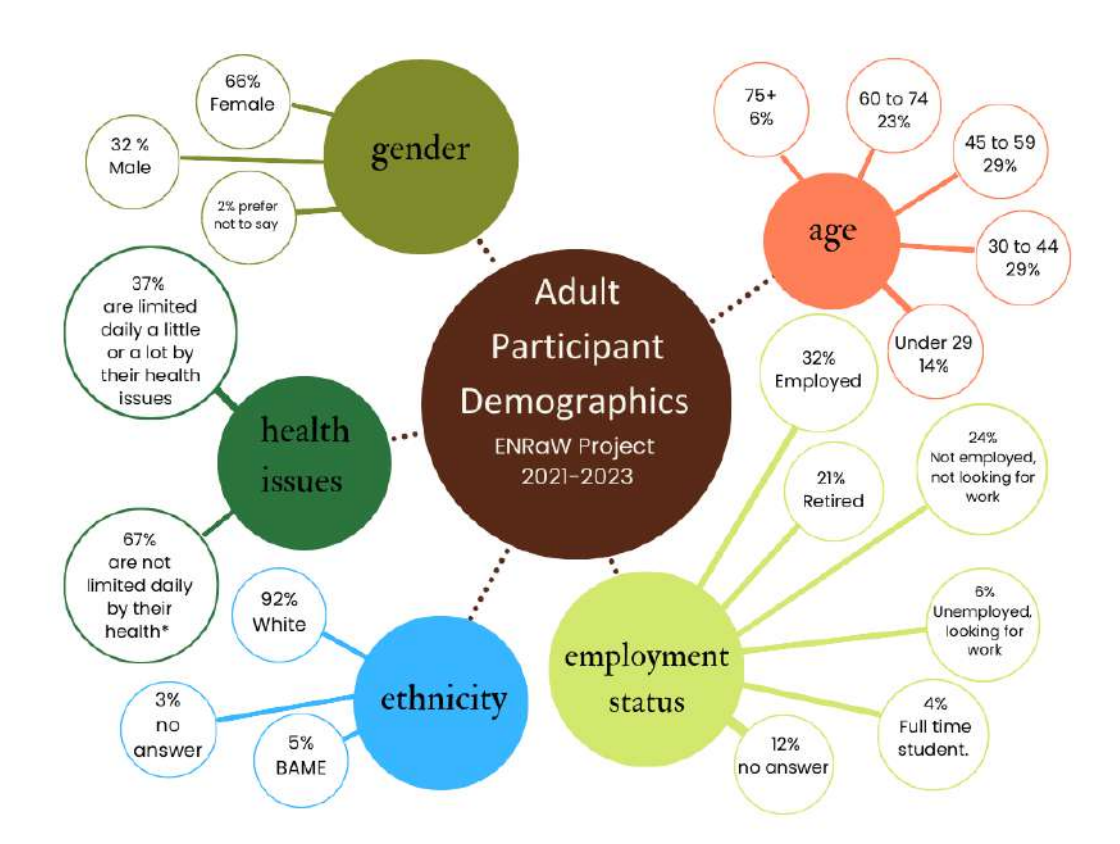 Adult
Participant
Demographics
ENRaW Project
2021-2023
gender
66%
Female
32 %
Male
2% prefer
not to say
age
75+
6%
60 to 74
23%
45 to 59
29%
30 to 44
29%
Under 29
14%
health
issues
37%
are limited
daily a little
or a lot by
their health
issues
67%
are not
limited daily
by their
health*
ethnicity
92%
White
3%
no
answer
5%
BAME
employment
status
32%
Employed
21%
Retired
24%
Not employed,
not looking for
work
6%
Unemployed,
looking for
work
4%
Full time
student.
12%
no answer